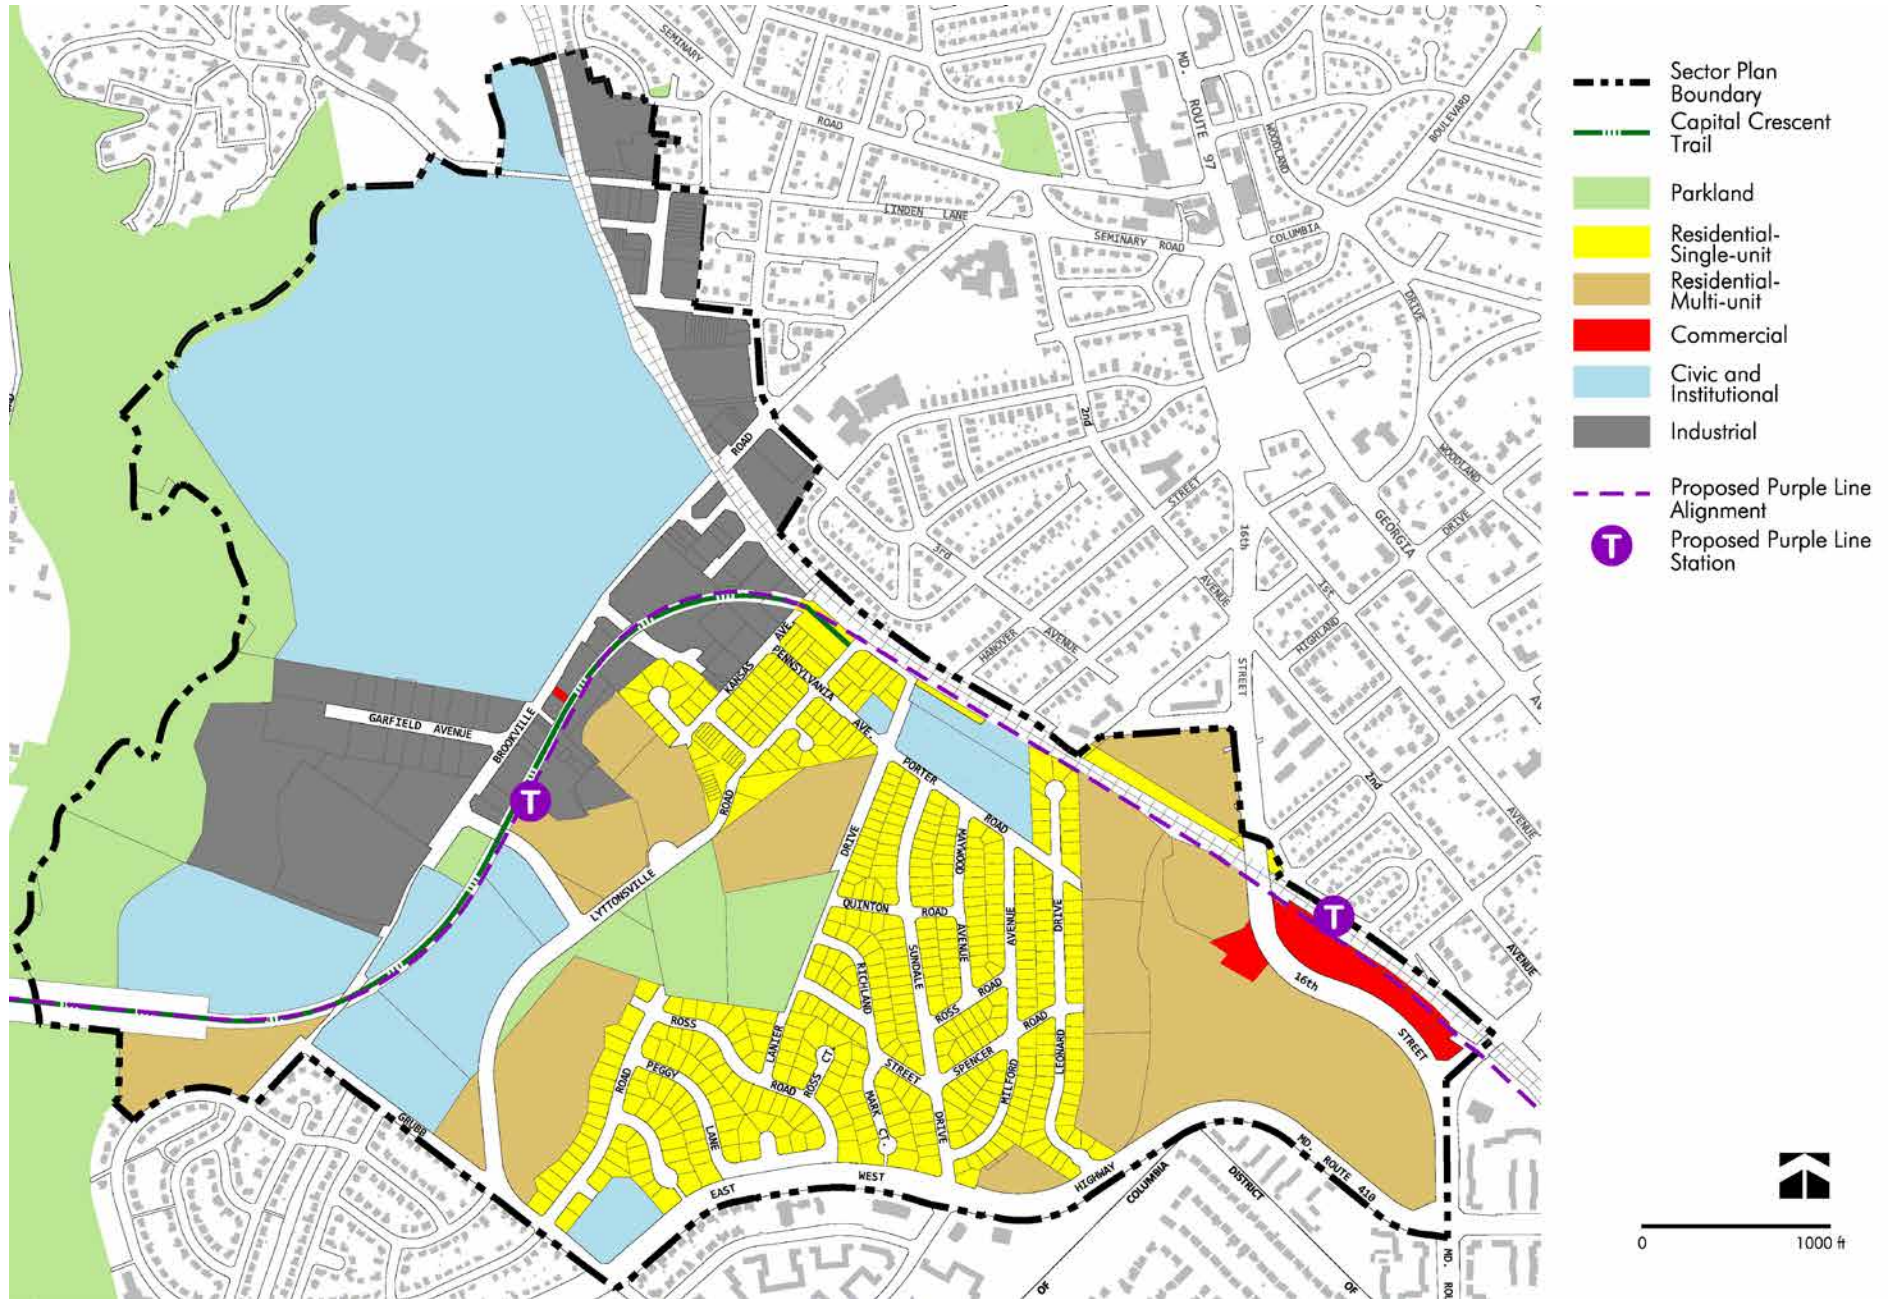 SEMINARY
ROAD
MD.
ROUTE
97
WOODLAND
BOULEVARD
LINDEN LANE
SEMINARY ROAD
COLUMBIA
DRIVE
2nd
ROAD
WOODLAND
DRIVE
STREET
GEORGIA
16th
3rd
AVENUE
1st
HIGHLAND
HANOVER
AVENUE
STREET
2nd
AVENUE
AVENUE
KANSAS
AVE.
PENNSYLVANIA
AVE.
GARFIELD AVENUE
BROOKVILLE
T
ROAD
PORTER
ROAD
DRIVE
MAYWOOD
AVENUE
LYTTONSVILLE
QUINTON
ROAD
AVENUE
DRIVE
SUNDALE
RICHLAND
T
16th
STREET
ROSS
ROAD
ROSS
ROAD
LANIER
ROSS CT
PEGGY
ROAD
ROAD
STREET
SPENCER
MARK CT.
MILFORD
LEONARD
LANE
DRIVE
GRUBB
EAST
WEST
HIGHWAY
COLUMBIA
DISTRICT
OF
OF
MD. ROUTE 410
MD. ROU
Sector Plan
Boundary
Capital Crescent
Trail
Parkland
Residential-
Single-unit
Residential-
Multi-unit
Commercial
Civic and
Institutional
Industrial
Proposed Purple Line
Alignment
T
Proposed Purple Line
Station
0
1000 ft